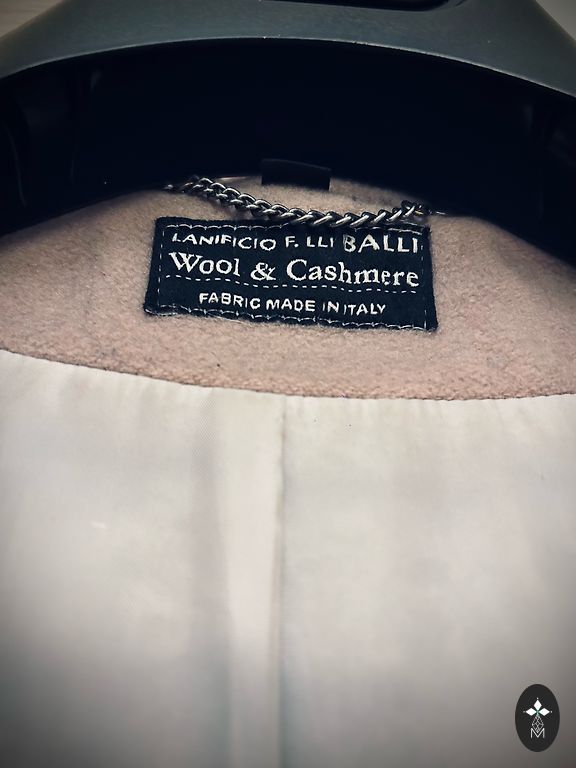 LANIFICIO F. LLI BALLI
Wool & Cashmere
FABRIC MADE IN ITALY
M